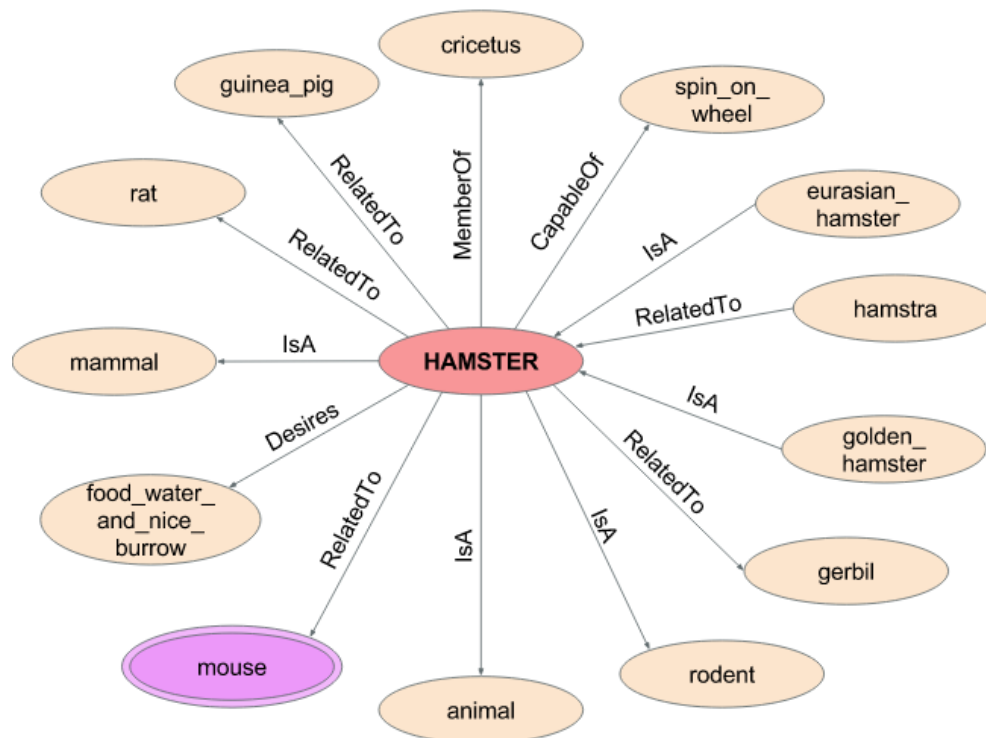 cricetus
guinea_pig
spin_on_
wheel
RelatedTo
MemberOf
CapableOf
rat
eurasian_
hamster
RelatedTo
IsA
RelatedTo
hamstra
mammal
IsA
HAMSTER
IsA
Desires
golden_
hamster
RelatedTo
food_water_
and_nice_
burrow
RelatedTo
IsA
IsA
gerbil
mouse
rodent
animal